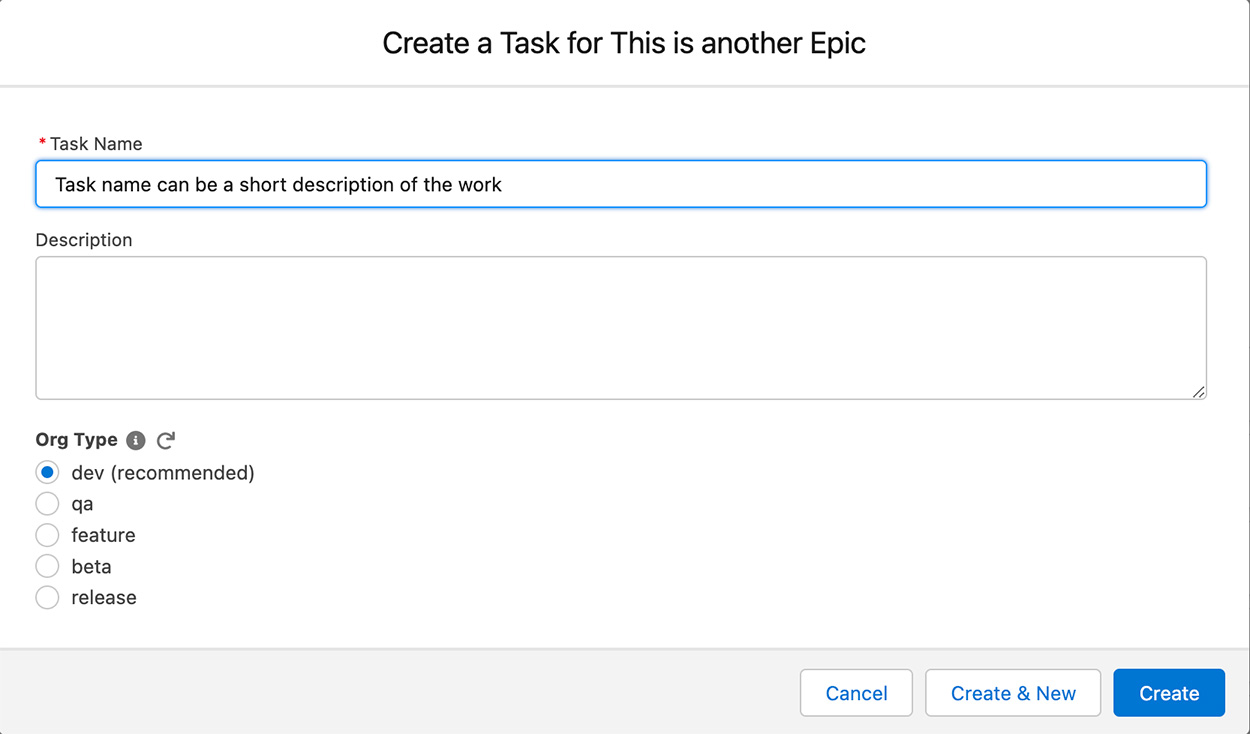 Create a Task for This is another Epic
* Task Name
Task name can be a short description of the work
Description
Org Type
dev (recommended)
qa
feature
beta
release
Cancel Create & New Create